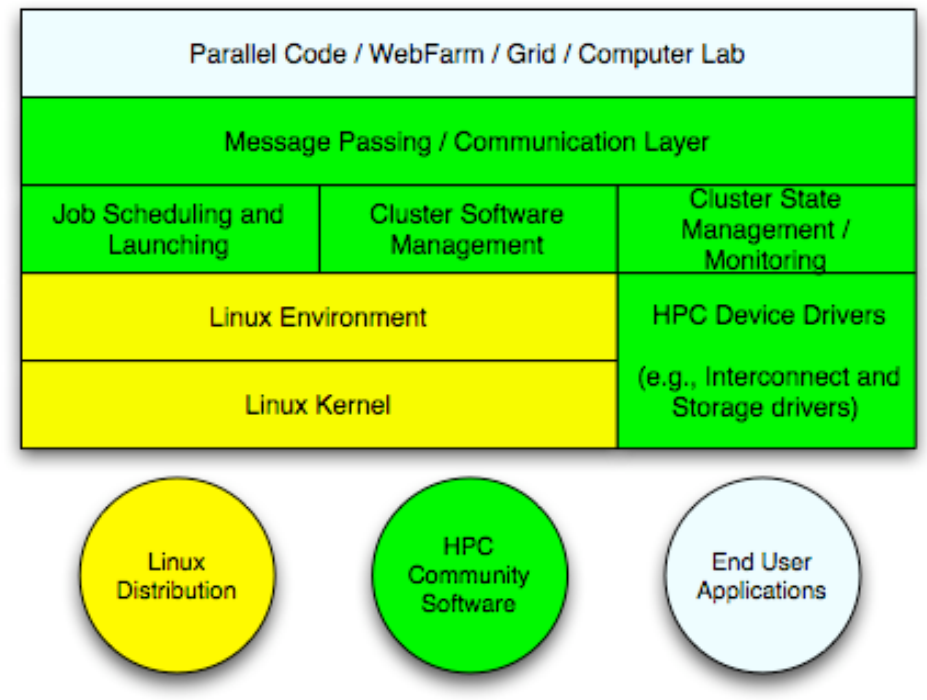 Parallel Code / WebFarm / Grid / Computer Lab
Message Passing / Communication Layer
Job Scheduling and
Launching
Cluster Software
Management
Cluster State
Management /
Monitoring
Linux Environment
Linux Kernel
HPC Device Drivers
(e.g., Interconnect and
Storage drivers)
Linux
Distribution
HPC
Community
Software
End User
Applications